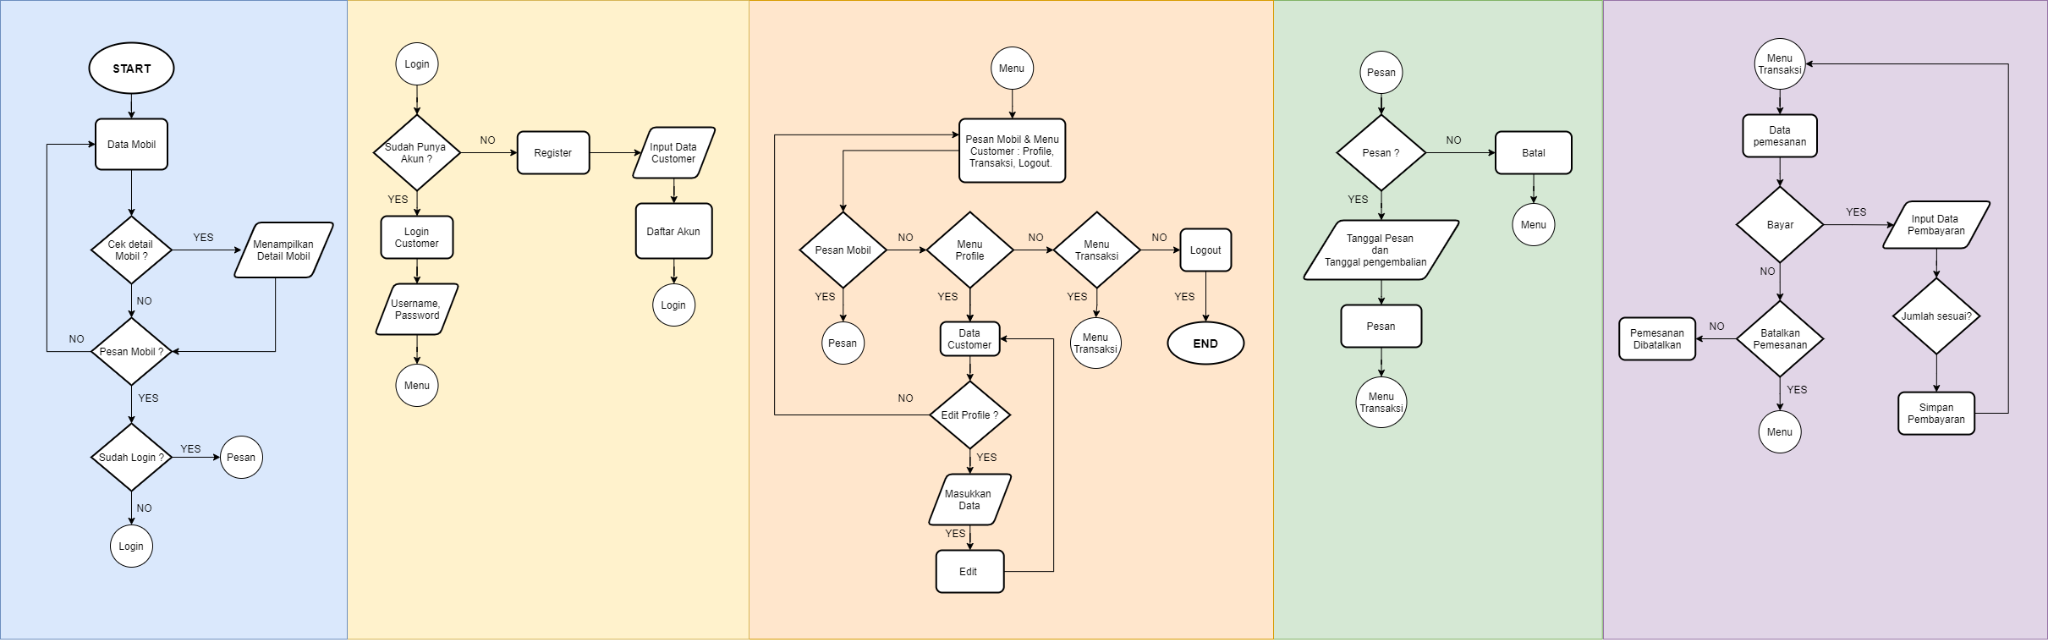 START
Data Mobil
Cek detail
Mobil ?
YES
Menampilkan
Detail Mobil
NO
NO
Pesan Mobil ?
YES
Sudah Login ?
YES
Pesan
NO
Login
Login
Sudah Punya
Akun ?
NO
Register
Input Data
Customer
YES
Login
Customer
Daftar Akun
Username,
Password
Login
Menu
Menu
Pesan Mobil & Menu
Customer : Profile,
Transaksi, Logout.
Pesan Mobil
NO
Menu
Profile
NO
Menu
Transaksi
NO
Logout
YES
YES
YES
YES
Pesan
Data
Customer
Menu
Transaksi
END
NO
Edit Profile ?
YES
Masukkan
Data
YES
Edit
Pesan
Pesan ?
NO
Batal
YES
Menu
Tanggal Pesan
dan
Tanggal pengembalian
Pesan
Menu
Transaksi
Menu
Transaksi
Data
pemesanan
Bayar
YES
Input Data
Pembayaran
NO
Jumlah sesuai?
Pemesanan
Dibatalkan
NO
Batalkan
Pemesanan
YES
Simpan
Pembayaran
Menu